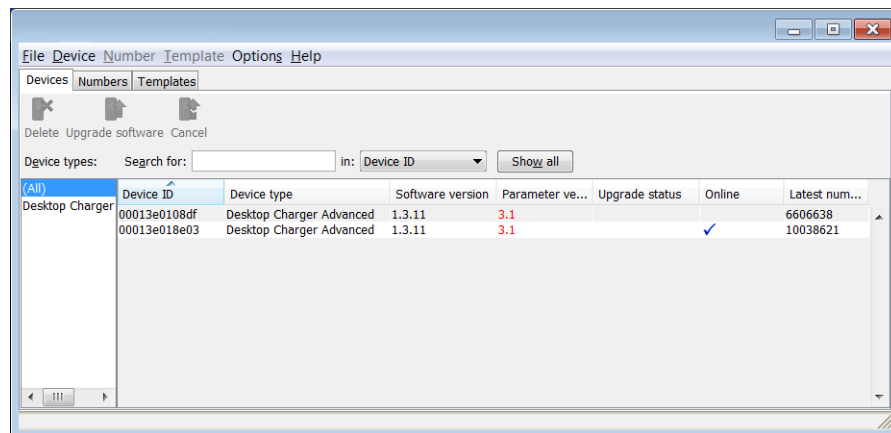 File Device Number Template Options Help
Devices Numbers Templates
Delete Upgrade software Cancel
Device types: Search for: in: Device ID Show all
(All)
Desktop Charger
Device ID Device type Software version Parameter ve... Upgrade status Online Latest num...
00013e0108df Desktop Charger Advanced 1.3.11 3.1 6606638
00013e018e03 Desktop Charger Advanced 1.3.11 3.1 ✓ 10038621